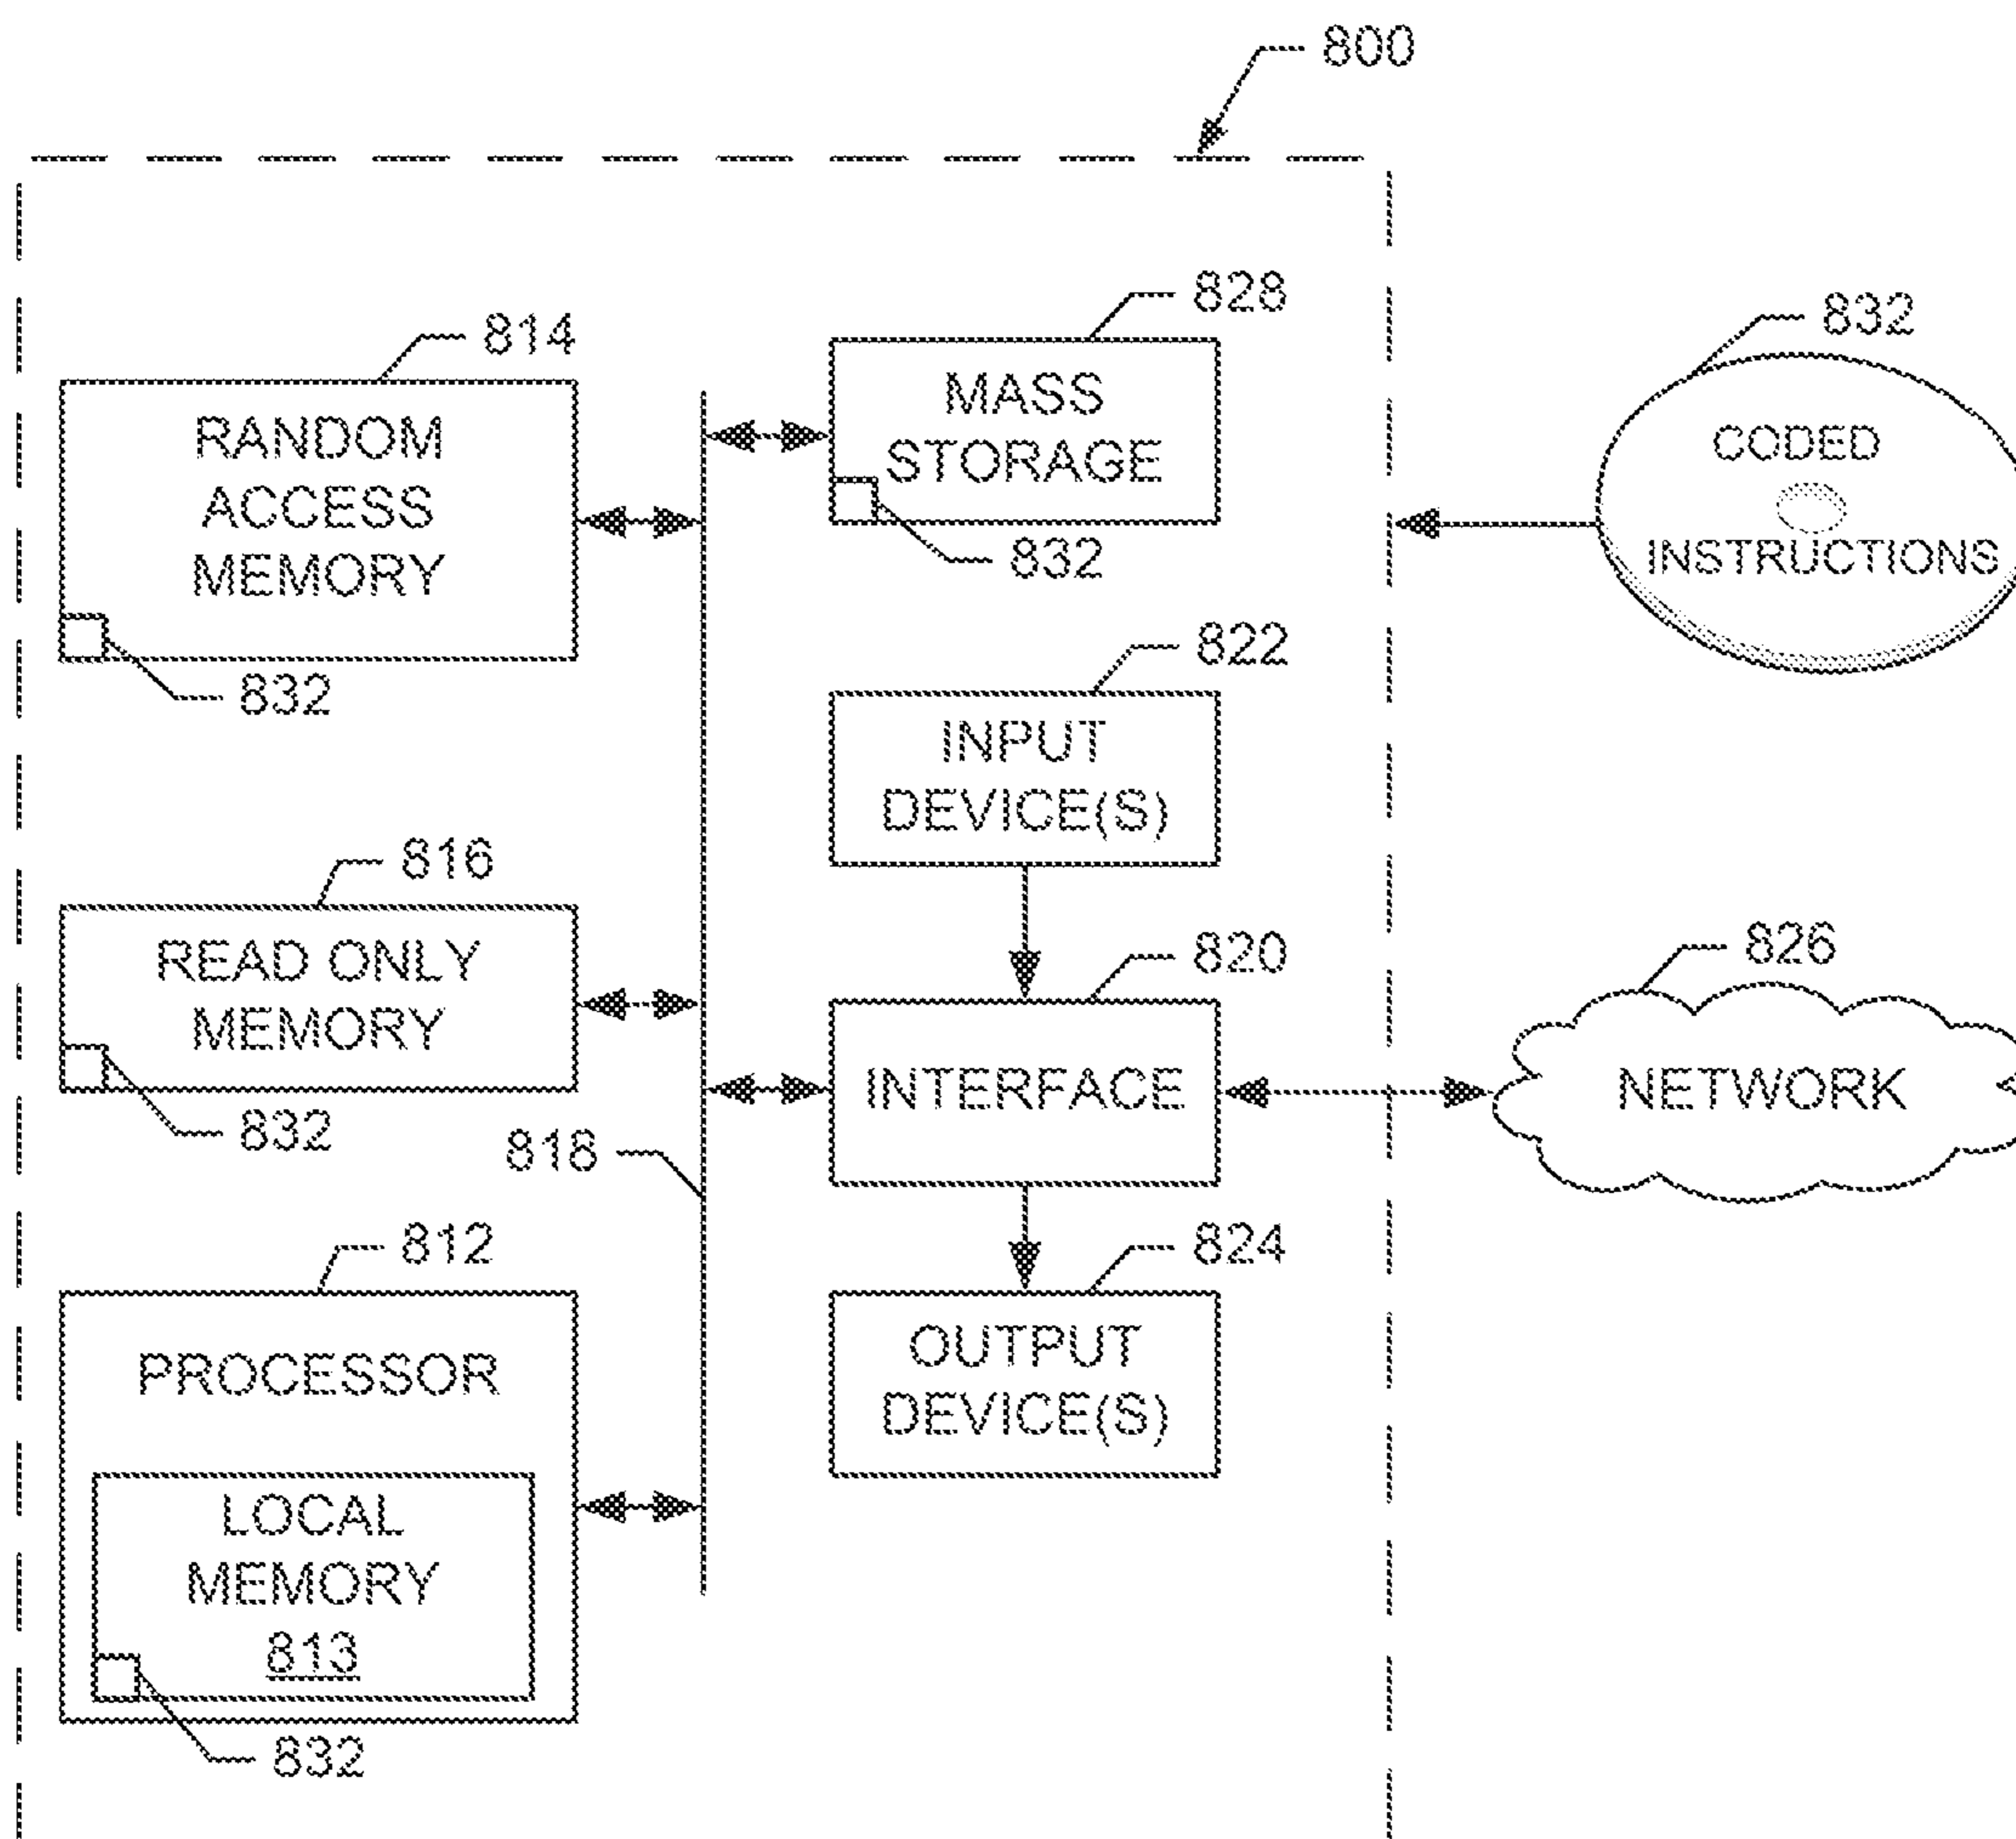 800
828
814
832
MASS
STORAGE
RANDOM
ACCESS
MEMORY
CODED
INSTRUCTIONS
832
832
822
INPUT
DEVICE(S)
816
READ ONLY
MEMORY
820
826
INTERFACE
NETWORK
832
818
812
824
PROCESSOR
OUTPUT
DEVICE(S)
LOCAL
MEMORY
813
832